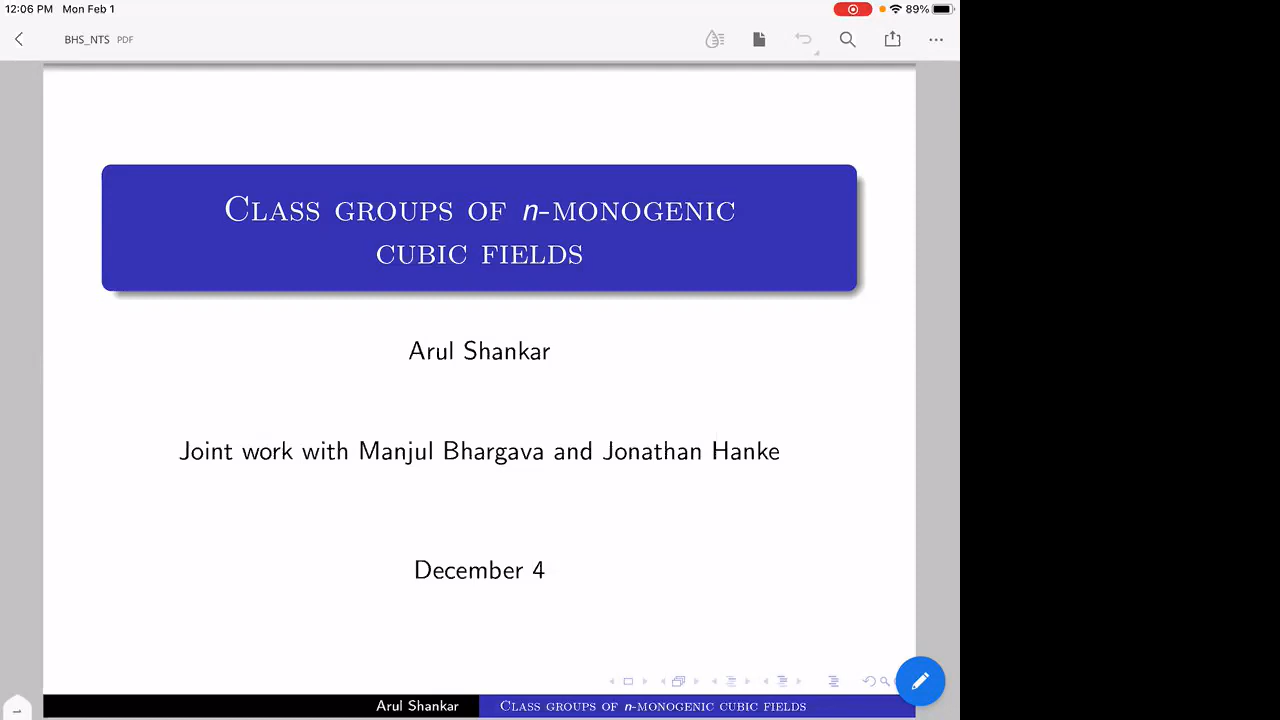 12:06 PM Mon Feb 1
89%
BHS_NTS PDF
CLASS GROUPS OF n-MONOGENIC
CUBIC FIELDS
Arul Shankar
Joint work with Manjul Bhargava and Jonathan Hanke
December 4
1
Arul Shankar
CLASS GROUPS OF n-MONOGENIC CUBIC FIELDS